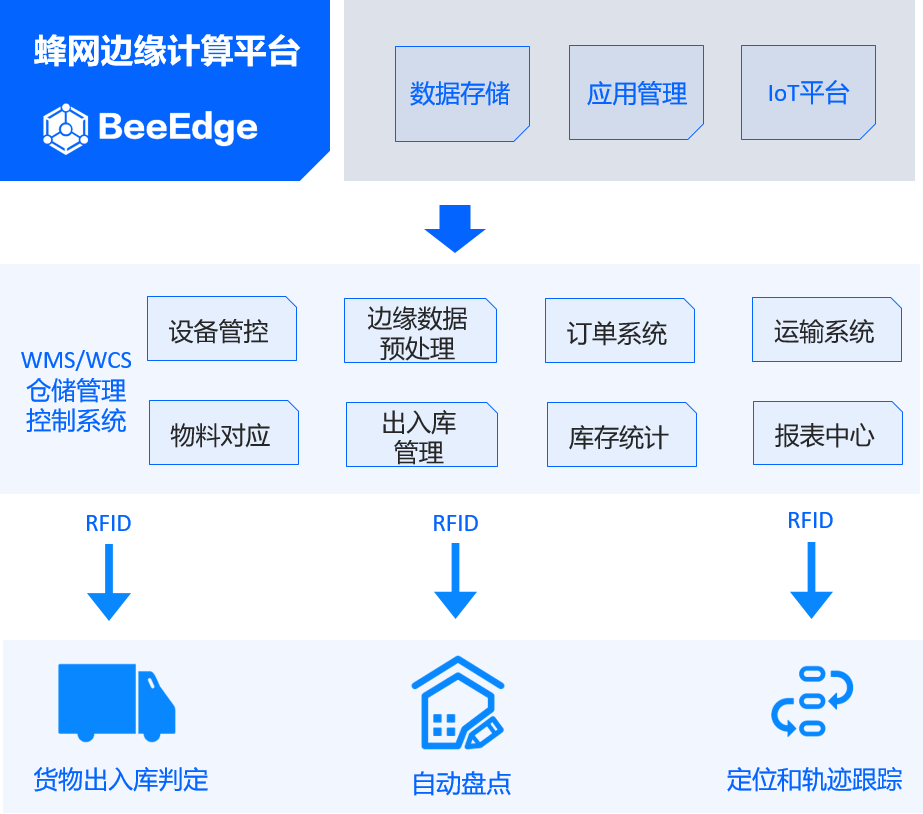 蜂网边缘计算平台
BeeEdge
数据存储
应用管理
IoT平台
WMS/WCS
仓储管理
控制系统
设备管控
边缘数据
预处理
订单系统
运输系统
物料对应
出入库
管理
库存统计
报表中心
RFID
RFID
RFID
货物出入库判定
自动盘点
定位和轨迹跟踪